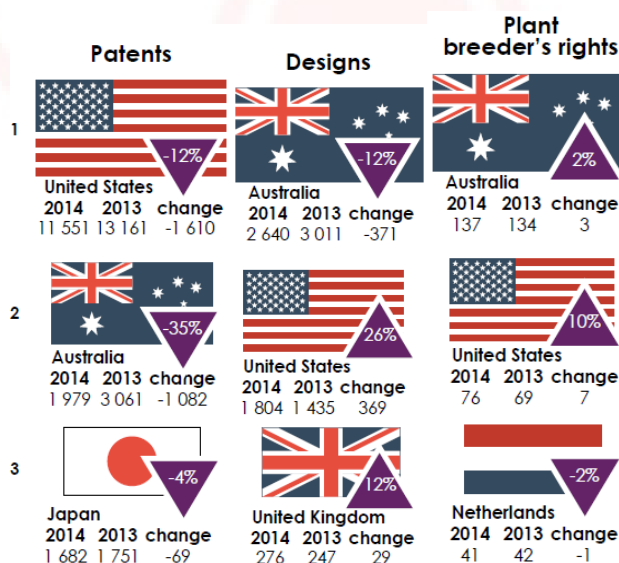 Patents
Designs
Plant
breeder's rights
1
-12%
United States
2014 2013 change
11 551 13 161 -1 610
-12%
Australia
2014 2013 change
2 640 3 011 -371
2%
Australia
2014 2013 change
137 134 3
2
-35%
Australia
2014 2013 change
1 979 3 061 -1 082
26%
United States
2014 2013 change
1 804 1 435 369
10%
United States
2014 2013 change
76 69 7
3
-4%
Japan
2014 2013 change
1 682 1 751 -69
12%
United Kingdom
2014 2013 change
276 247 29
-2%
Netherlands
2014 2013 change
41 42 -1